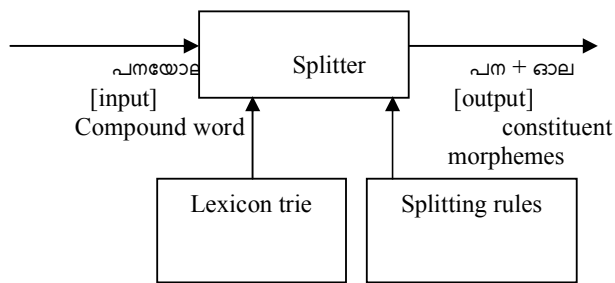 Splitter
പനയോല
[input]
Compound word
പന + ഓല
[output]
constituent
morphemes
Lexicon trie
Splitting rules